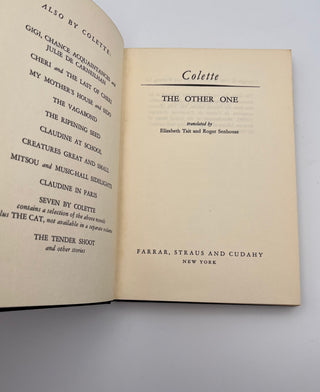 ALSO BY COLETTE:
GIGI, CHANCE ACQUAINTANCES and
JULIE DE CARNEILHAN
CHERI and THE LAST OF CHERI
MY MOTHER'S HOUSE and SIDO
THE VAGABOND
THE RIPENING SEED
CLAUDINE AT SCHOOL
CREATURES GREAT AND SMALL
MITSOU and MUSIC-HALL SIDELIGHTS
CLAUDINE IN PARIS
SEVEN BY COLETTE
contains a selection of the above novels
plus THE CAT, not available in a separate volume
THE TENDER SHOOT
and other stories
Colette
THE OTHER ONE
translated by
Elizabeth Tait and Roger Senhouse
FARRAR, STRAUS AND CUDAHY
NEW YORK